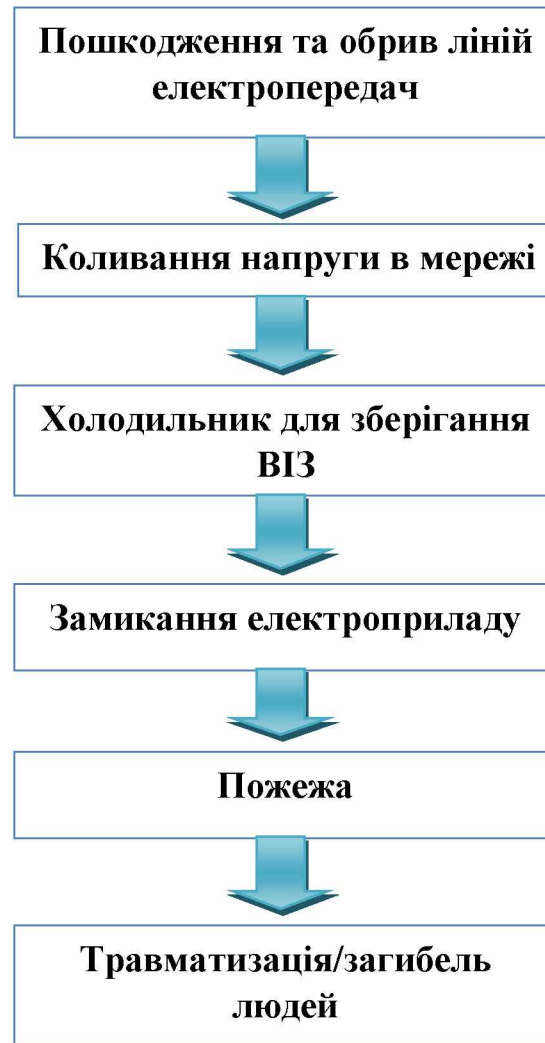 Пошкодження та обрив ліній
електропередач
Коливання напруги в мережі
Холодильник для зберігання
ВІЗ
Замикання електроприладу
Пожежа
Травматизація/загибель
людей